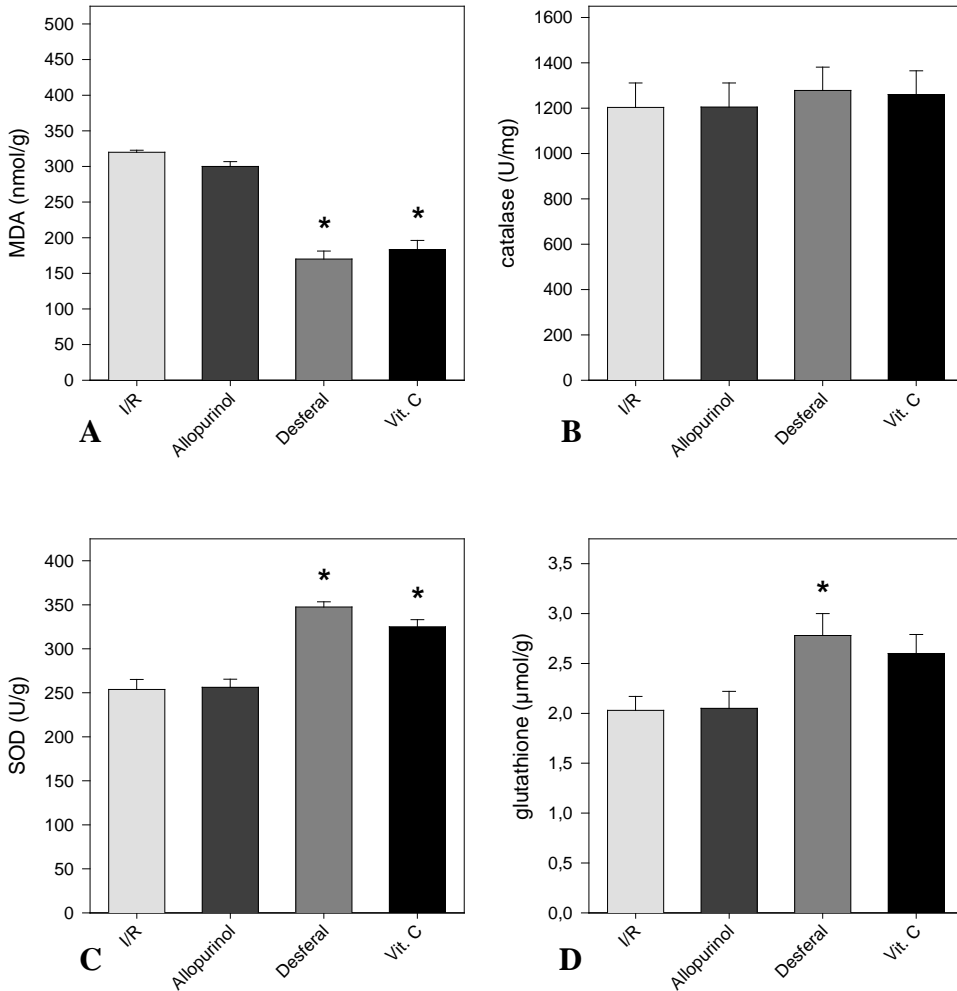 MDA (nmol/g)
500
450
400
350
300
250
200
150
100
50
0
*
*
I/R
Allopurinol
Desferal
Vit. C
A
catalase (U/mg)
1600
1400
1200
1000
800
600
400
200
0
I/R
Allopurinol
Desferal
Vit. C
B
SOD (U/g)
400
350
300
250
200
150
100
50
0
*
*
I/R
Allopurinol
Desferal
Vit. C
C
glutathione (µmol/g)
3,5
3,0
2,5
2,0
1,5
1,0
0,5
0,0
*
I/R
Allopurinol
Desferal
Vit. C
D